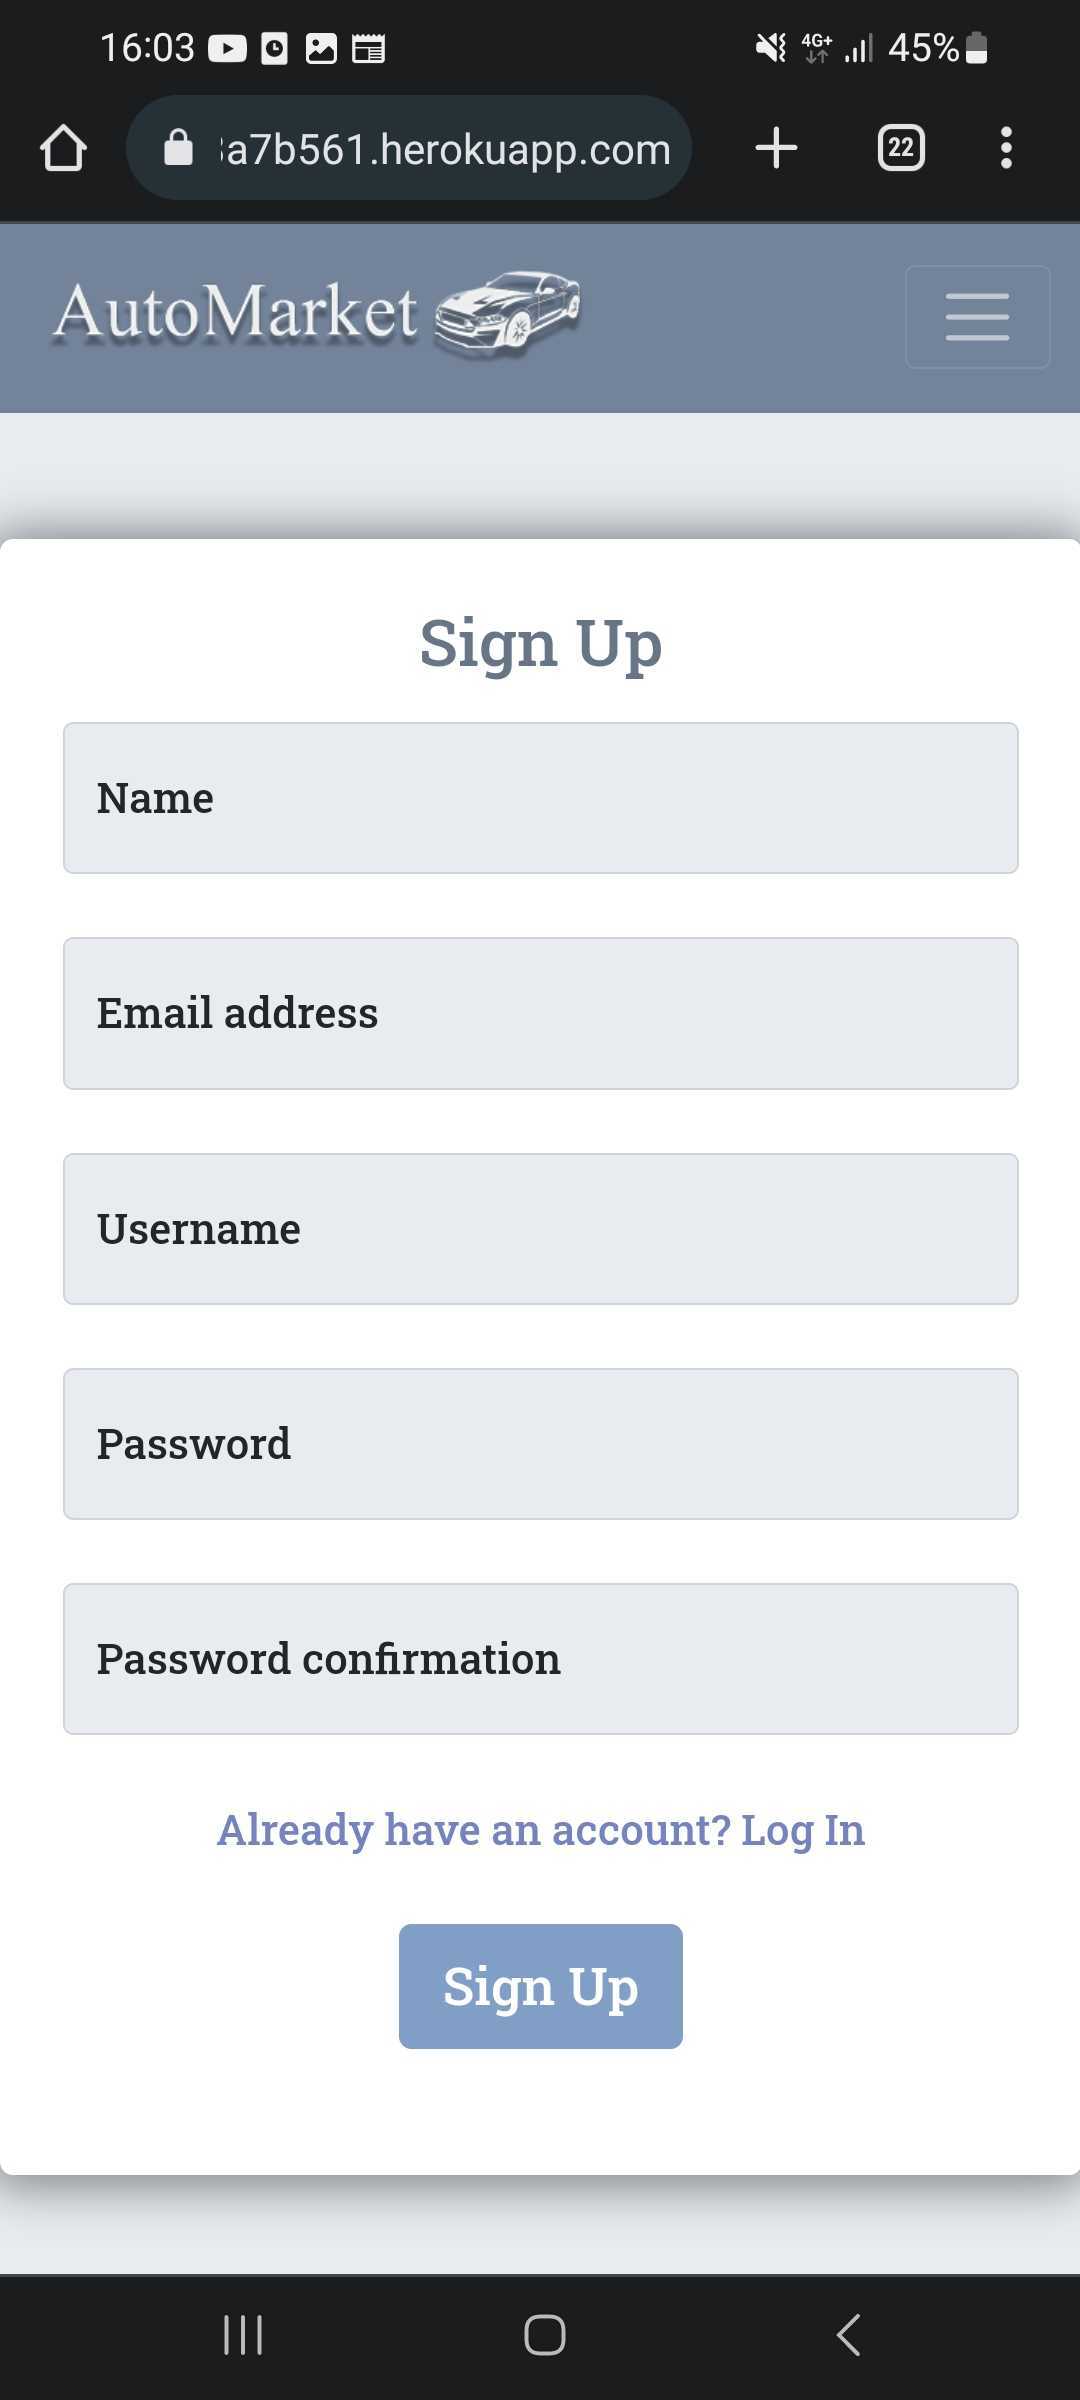 16:03
4G+ 45%
a7b561.herokuapp.com
22
AutoMarket
Sign Up
Name
Email address
Username
Password
Password confirmation
Already have an account? Log In
Sign Up